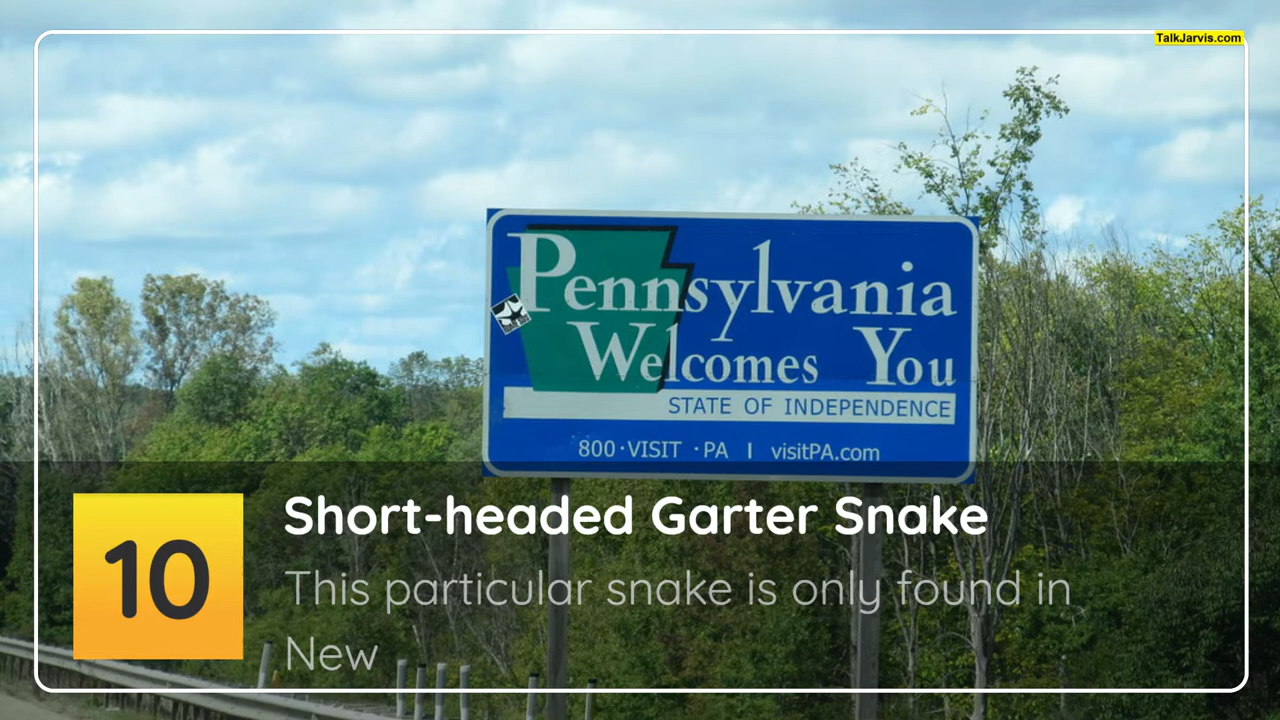 TalkJarvis.com
Pennsylvania
Welcomes You
STATE OF INDEPENDENCE
800·VISIT ·PA | visitPA.com
10
Short-headed Garter Snake
This particular snake is only found in
New